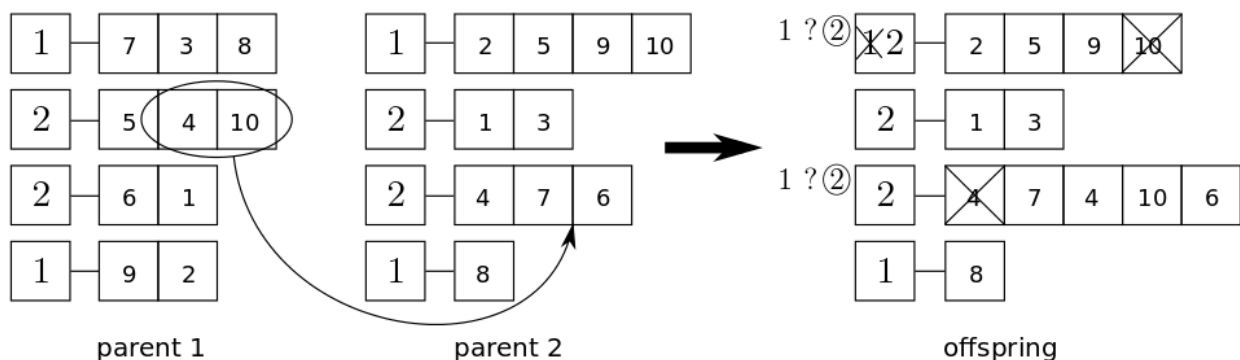 1 7 3 8 1 2 5 9 10 1 ? 2 1 2 2 5 9 10
2 5 4 10 2 1 3 2 1 3
2 6 1 2 4 7 6 1 ? 2 2 4 7 4 10 6
1 9 2 1 8 1 8
parent 1 parent 2 offspring